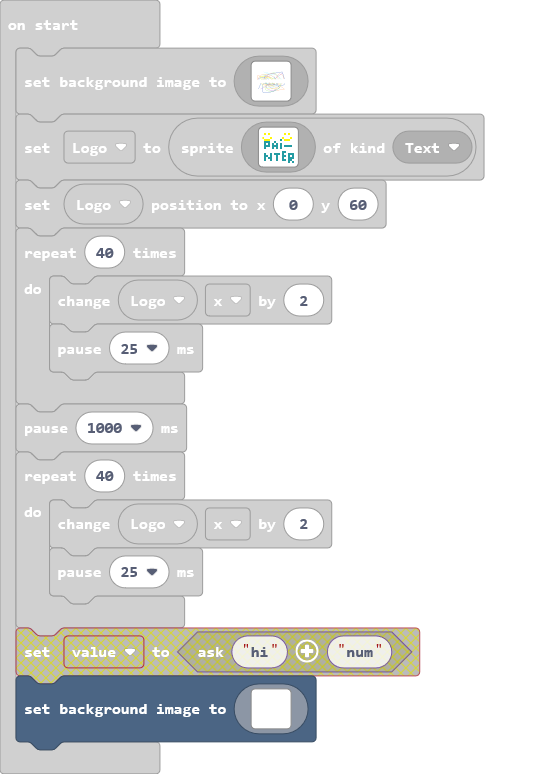 on start
set background image to
set Logo to sprite PAI-NTER of kind Text
set Logo position to x 0 y 60
repeat 40 times
do
change Logo x by 2
pause 25 ms
pause 1000 ms
repeat 40 times
do
change Logo x by 2
pause 25 ms
set value to ask "hi" "num"
set background image to